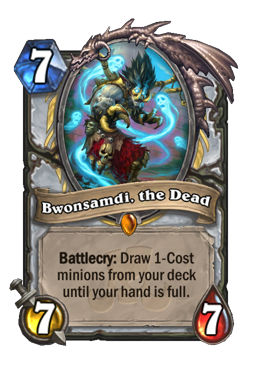 7
Bwonsamdi, the Dead
Battlecry: Draw 1-Cost
minions from your deck
until your hand is full.
7 7